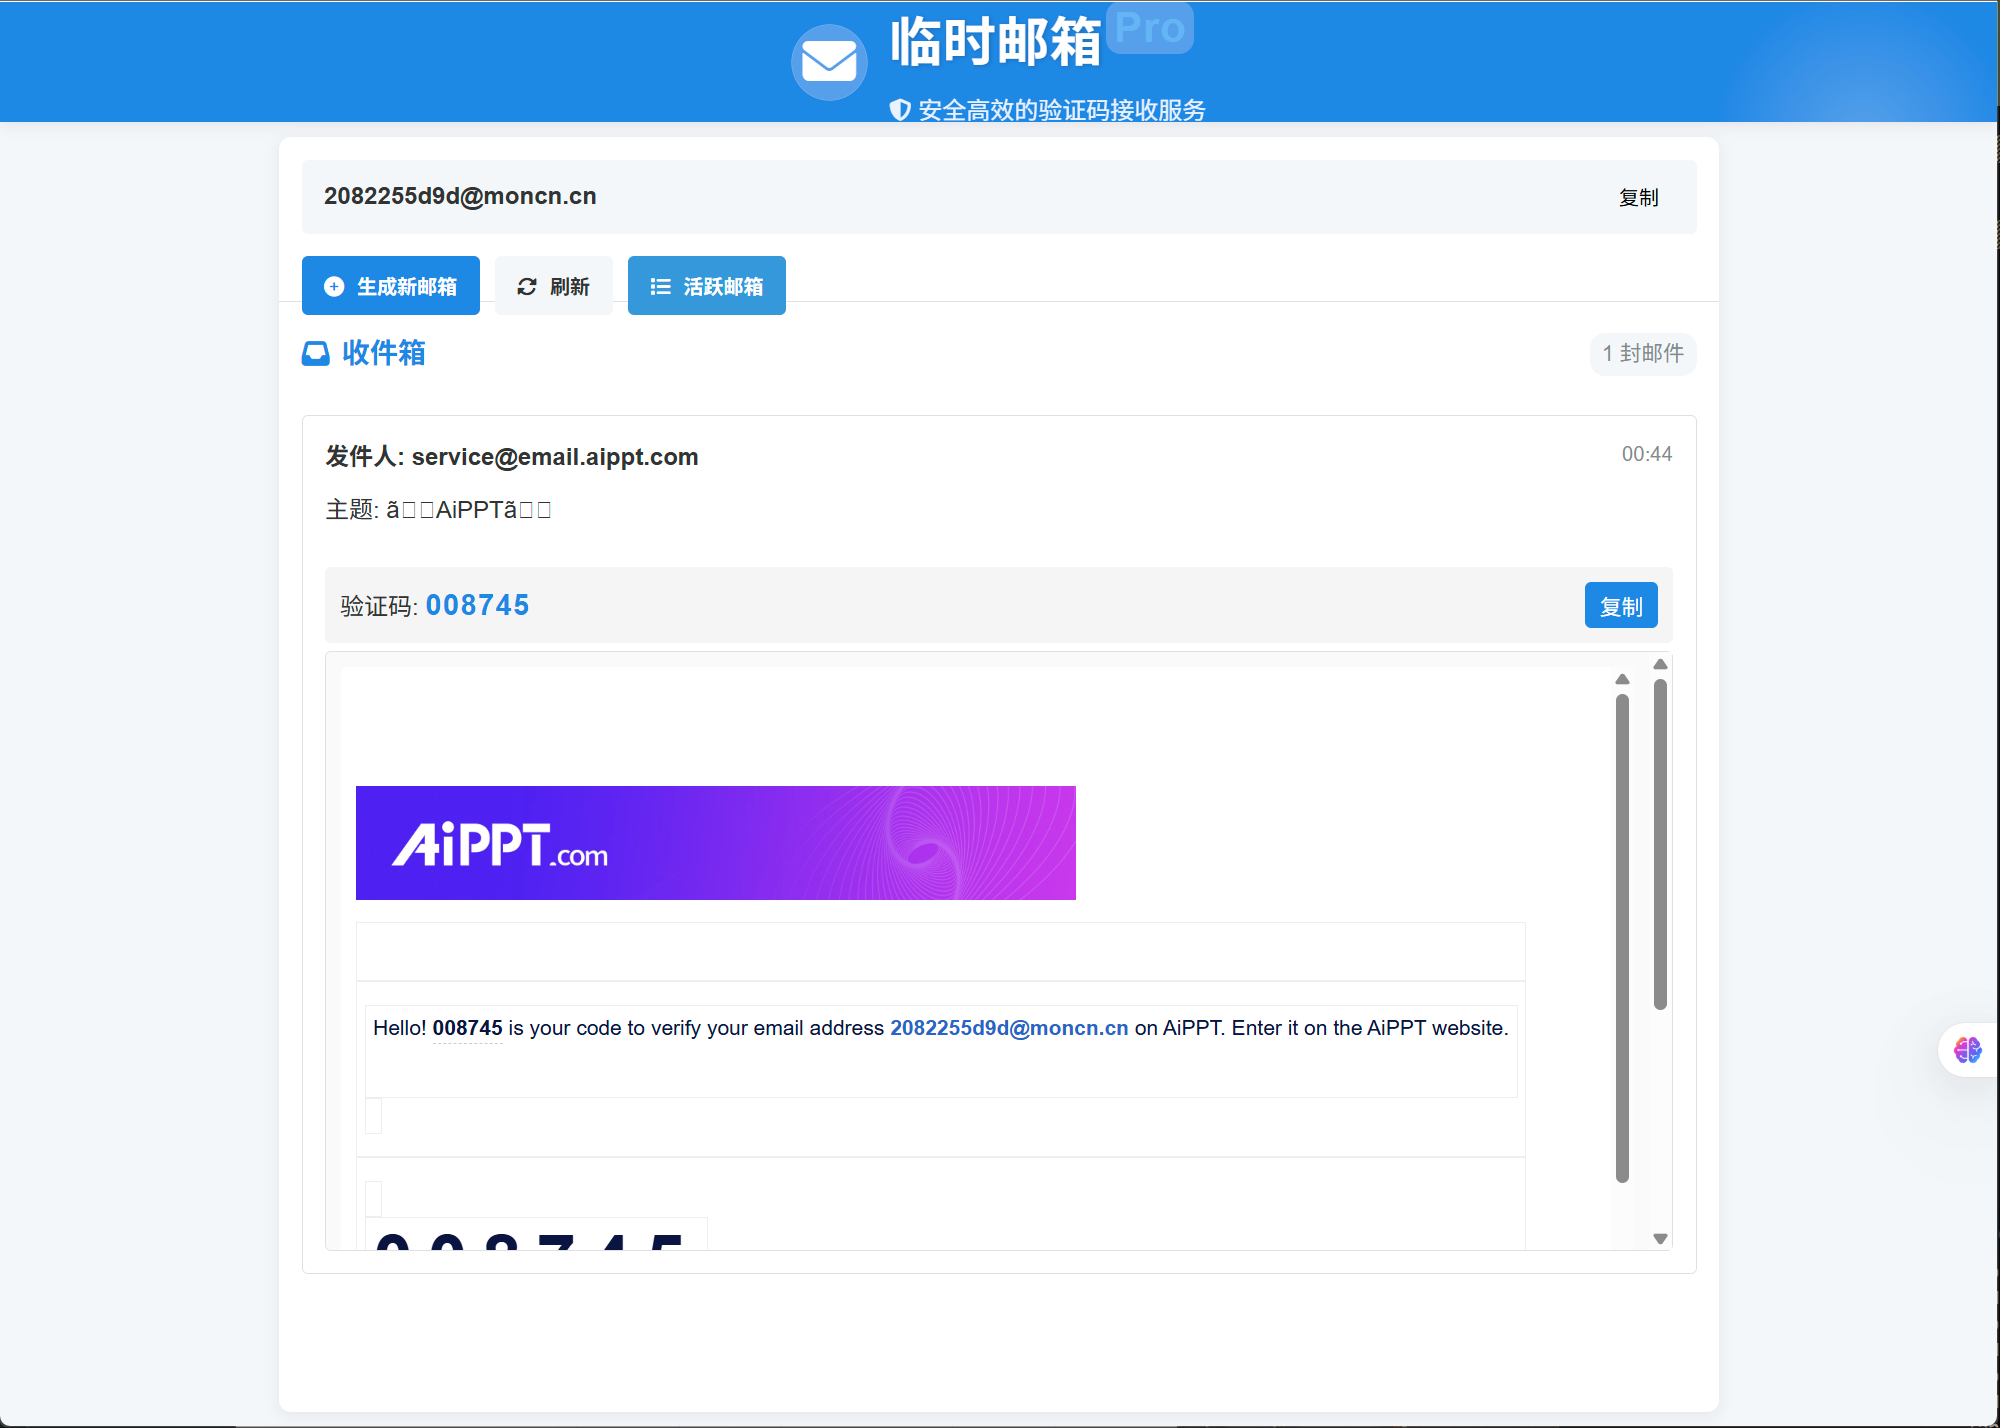 临时邮箱 Pro
安全高效的验证码接收服务
2082255d9d@moncn.cn
复制
生成新邮箱
刷新
活跃邮箱
收件箱
1 封邮件
发件人: service@email.aippt.com
00:44
主题: ã□□AiPPTã□□
验证码: 008745
复制
AiPPT.com
Hello! 008745 is your code to verify your email address 2082255d9d@moncn.cn on AiPPT. Enter it on the AiPPT website.
008745